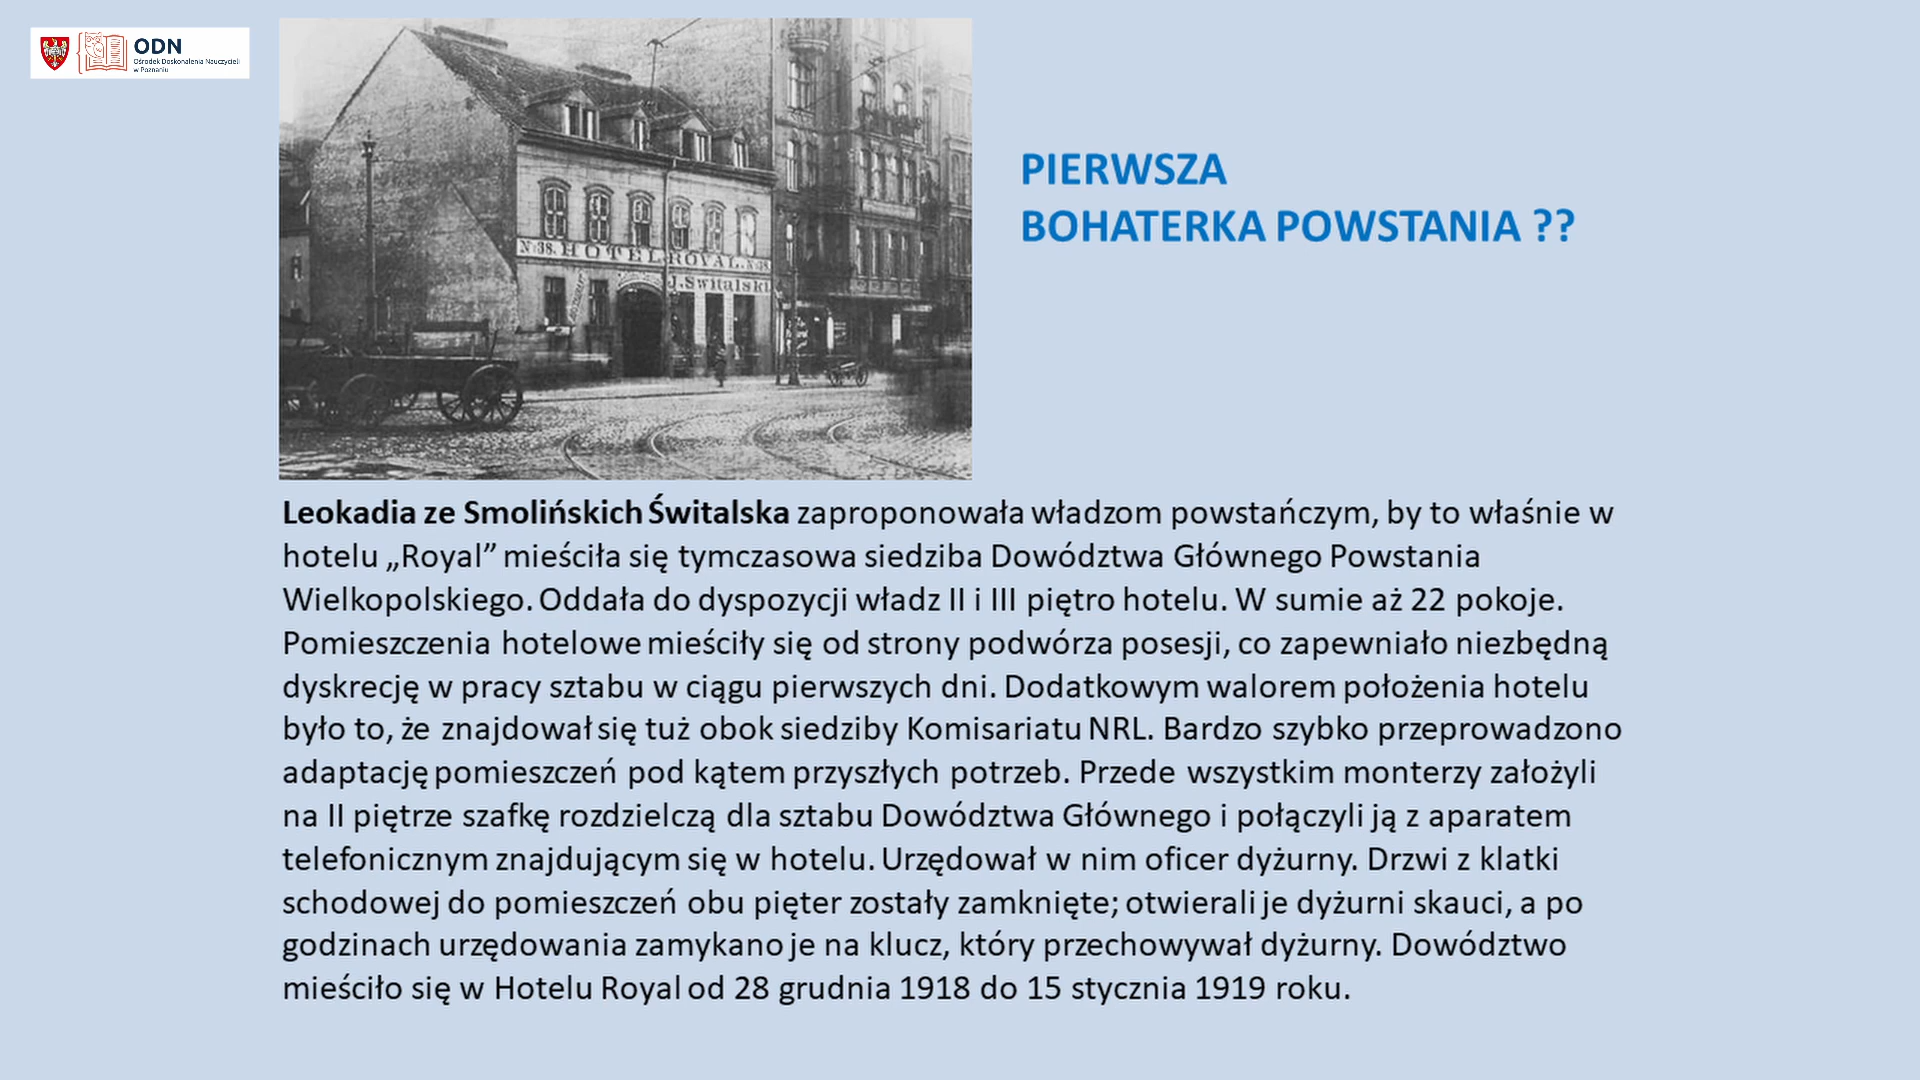 ODN
Ośrodek Doskonalenia Nauczycieli
w Poznaniu
No 38. HOTEL ROYAL. No 38.
J. Switalski
PIERWSZA
BOHATERKA POWSTANIA ??
Leokadia ze Smolińskich Świtalska zaproponowała władzom powstańczym, by to właśnie w
hotelu „Royal” mieściła się tymczasowa siedziba Dowództwa Głównego Powstania
Wielkopolskiego. Oddała do dyspozycji władz II i III piętro hotelu. W sumie aż 22 pokoje.
Pomieszczenia hotelowe mieściły się od strony podwórza posesji, co zapewniało niezbędną
dyskrecję w pracy sztabu w ciągu pierwszych dni. Dodatkowym walorem położenia hotelu
było to, że znajdował się tuż obok siedziby Komisariatu NRL. Bardzo szybko przeprowadzono
adaptację pomieszczeń pod kątem przyszłych potrzeb. Przede wszystkim monterzy założyli
na II piętrze szafkę rozdzielczą dla sztabu Dowództwa Głównego i połączyli ją z aparatem
telefonicznym znajdującym się w hotelu. Urzędował w nim oficer dyżurny. Drzwi z klatki
schodowej do pomieszczeń obu pięter zostały zamknięte; otwierali je dyżurni skauci, a po
godzinach urzędowania zamykano je na klucz, który przechowywał dyżurny. Dowództwo
mieściło się w Hotelu Royal od 28 grudnia 1918 do 15 stycznia 1919 roku.